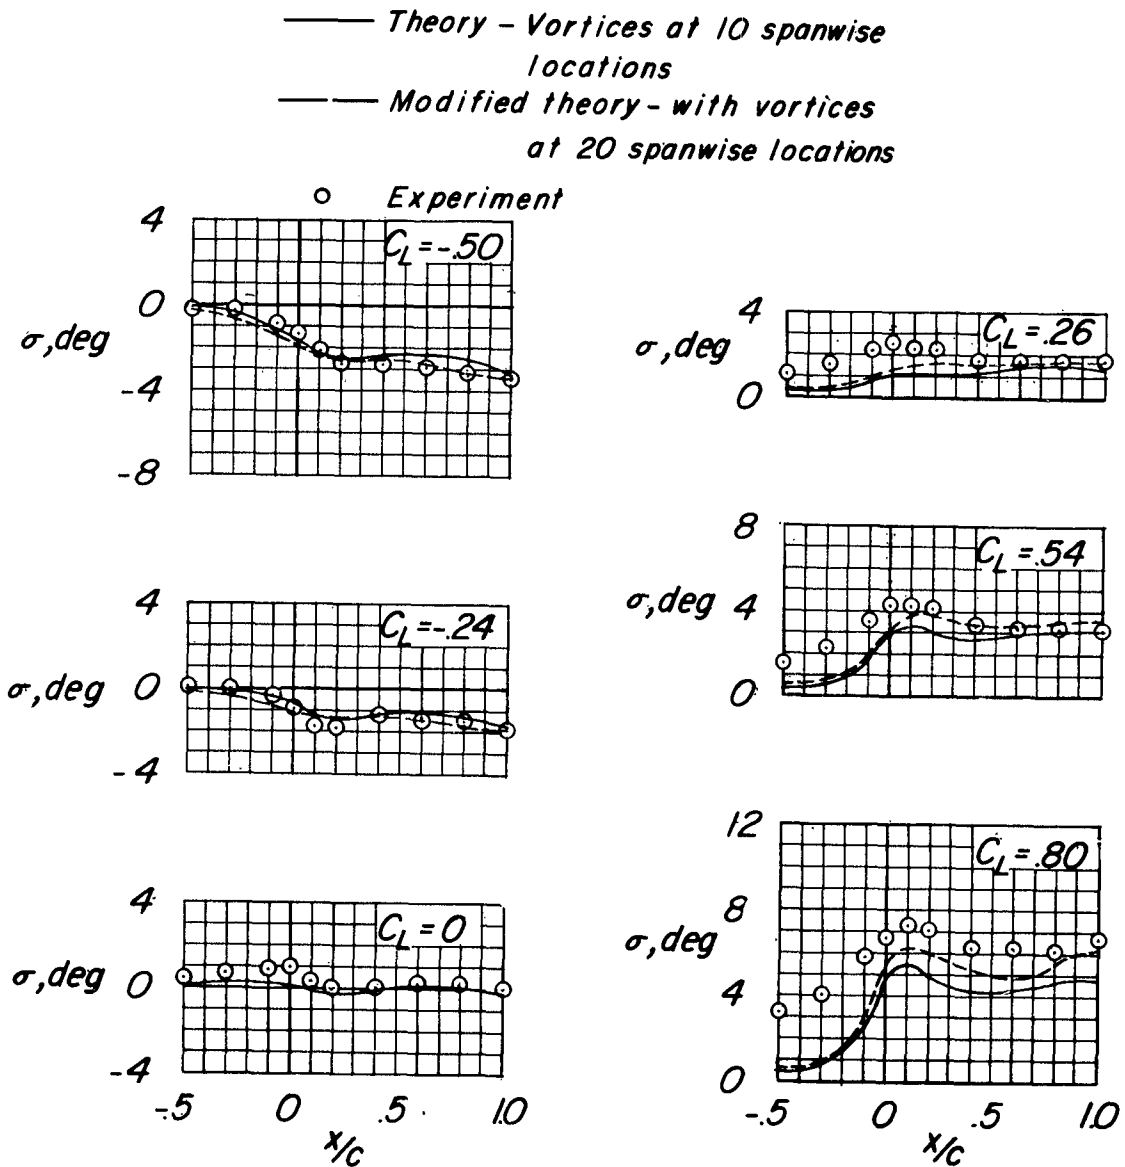 Theory – Vortices at 10 spanwise
locations
Modified theory – with vortices
at 20 spanwise locations
Experiment
4
0
-4
-8
σ, deg
C_L = -.50
4
0
-4
σ, deg
C_L = -.24
4
0
-4
σ, deg
C_L = 0
-.5 0 .5 1.0
x/c
4
0
σ, deg
C_L = .26
8
4
0
σ, deg
C_L = .54
12
8
4
0
σ, deg
C_L = .80
-.5 0 .5 1.0
x/c